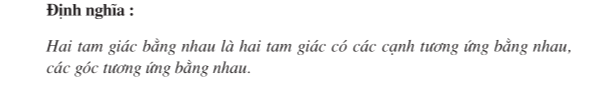 Định nghĩa :
Hai tam giác bằng nhau là hai tam giác có các cạnh tương ứng bằng nhau,
các góc tương ứng bằng nhau.